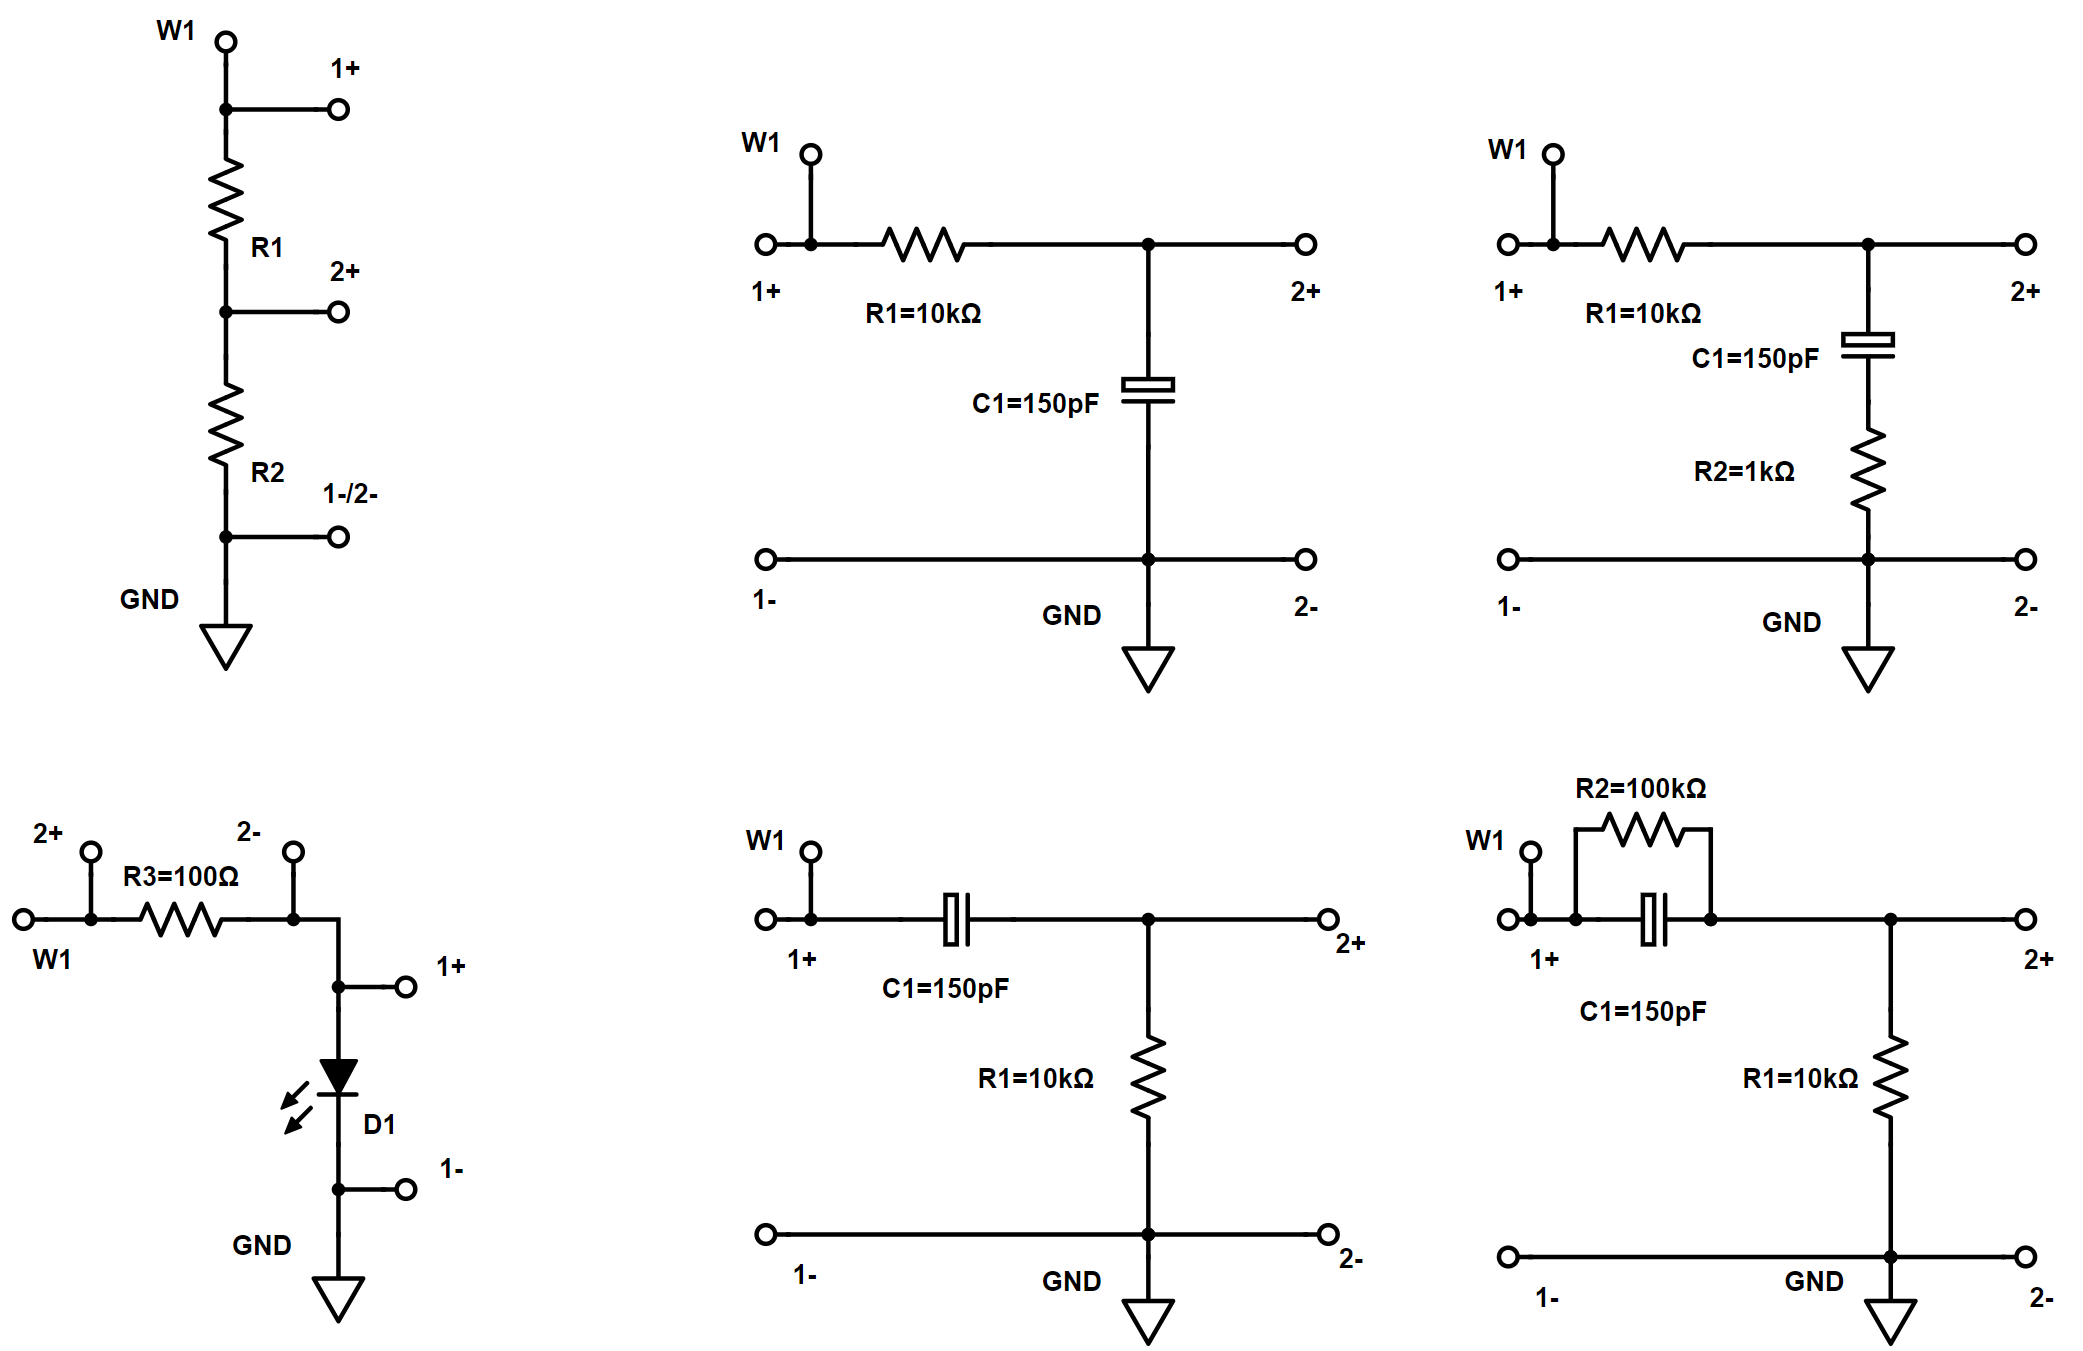 W1
1+
R1
2+
R2
1-/2-
GND
W1
1+
R1=10kΩ
2+
C1=150pF
1-
GND
2-
W1
1+
R1=10kΩ
2+
C1=150pF
R2=1kΩ
1-
GND
2-
2+
2-
R3=100Ω
W1
1+
D1
1-
GND
W1
1+
2+
C1=150pF
R1=10kΩ
1-
GND
2-
R2=100kΩ
W1
1+
2+
C1=150pF
R1=10kΩ
1-
GND
2-